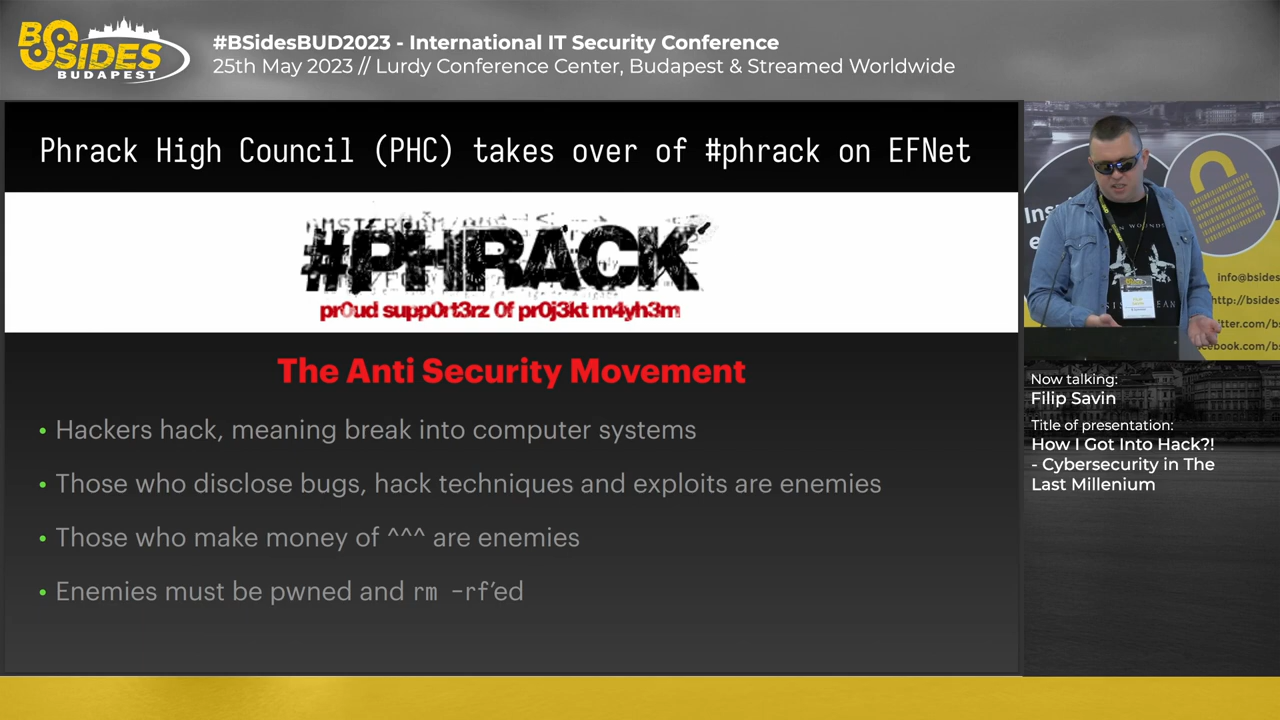 BSIDES
BUDAPEST
#BSidesBUD2023 - International IT Security Conference
25th May 2023 // Lurdy Conference Center, Budapest & Streamed Worldwide
Phrack High Council (PHC) takes over of #phrack on EFNet
#PHRACK
pr0ud supp0rt3rz 0f pr0j3kt m4yh3m
The Anti Security Movement
• Hackers hack, meaning break into computer systems
• Those who disclose bugs, hack techniques and exploits are enemies
• Those who make money of ^^^ are enemies
• Enemies must be pwned and rm -rf’ed
info@bsides
http://bsides
Now talking:
Filip Savin
Title of presentation:
How I Got Into Hack?!
- Cybersecurity in The
Last Millenium